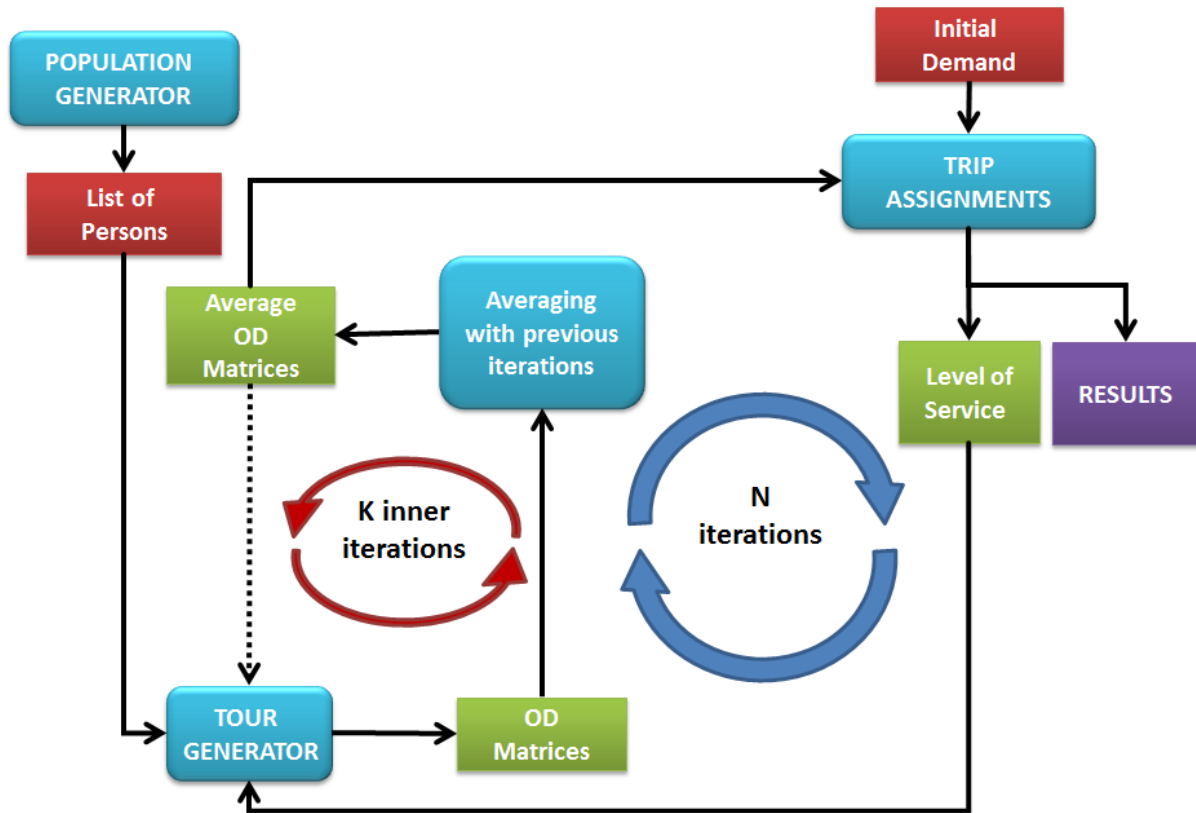 POPULATION
GENERATOR
Initial
Demand
List of
Persons
TRIP
ASSIGNMENTS
Average
OD
Matrices
Averaging
with previous
iterations
Level of
Service
RESULTS
K inner
iterations
N
iterations
TOUR
GENERATOR
OD
Matrices